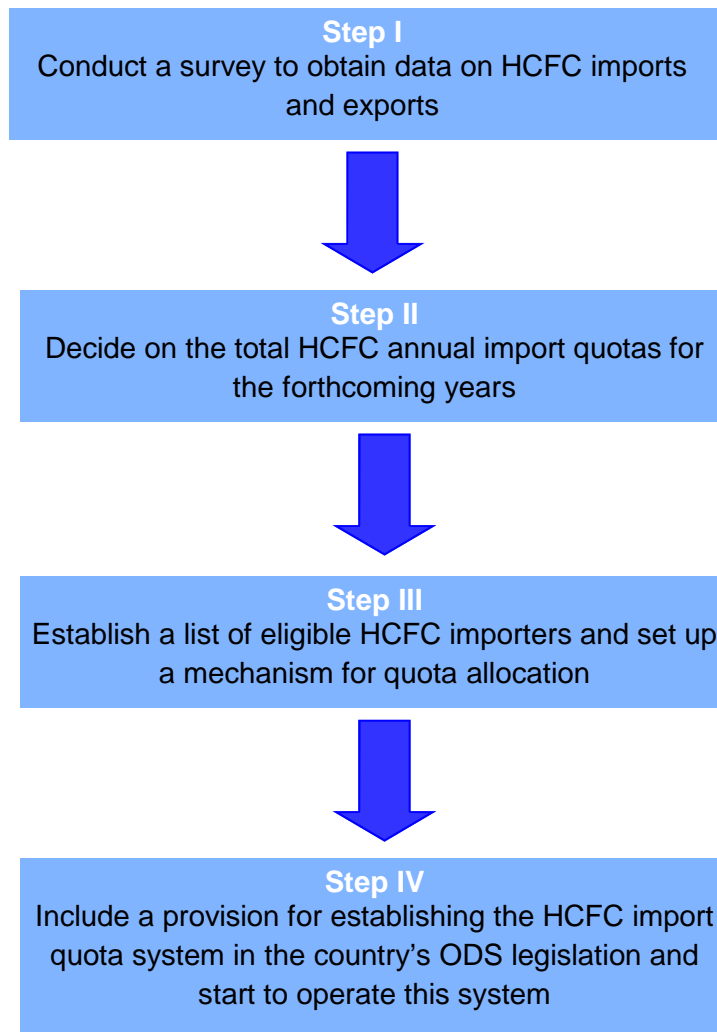 Step I
Conduct a survey to obtain data on HCFC imports
and exports
Step II
Decide on the total HCFC annual import quotas for
the forthcoming years
Step III
Establish a list of eligible HCFC importers and set up
a mechanism for quota allocation
Step IV
Include a provision for establishing the HCFC import
quota system in the country’s ODS legislation and
start to operate this system